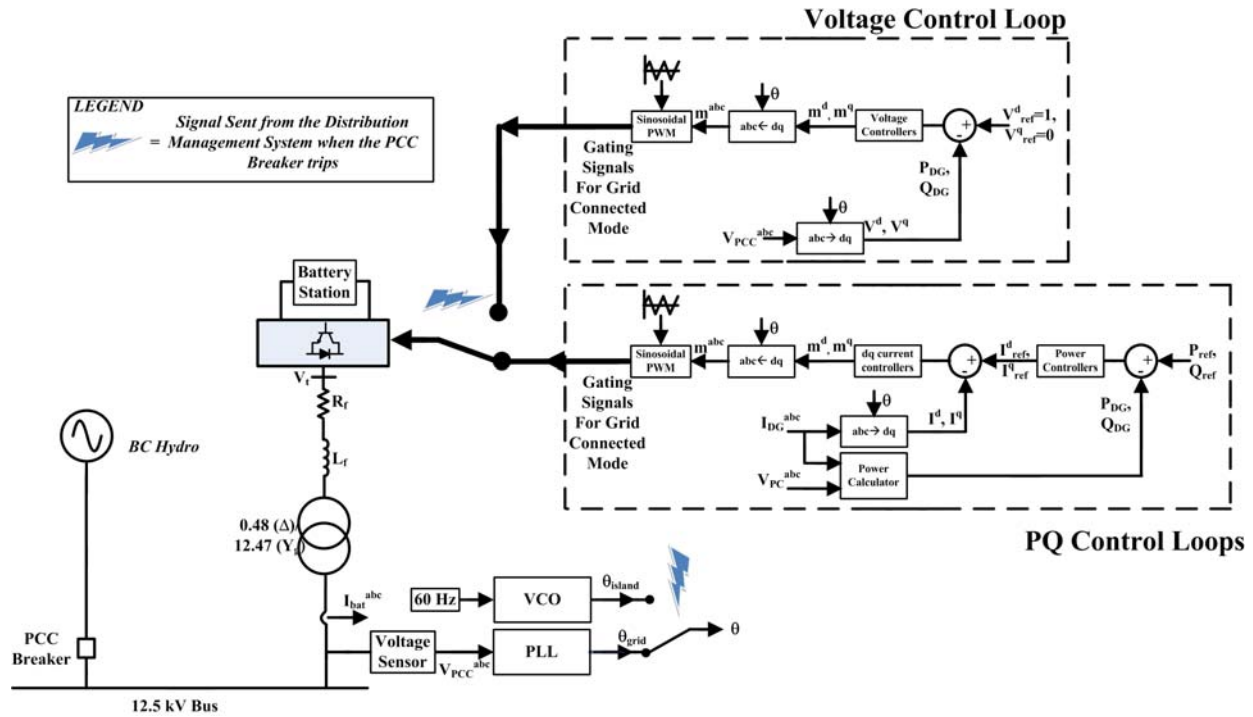 Voltage Control Loop
LEGEND
Signal Sent from the Distribution
= Management System when the PCC
Breaker trips
Sinosoidal
PWM
m^abc
θ
abc← dq
m^d, m^q
Voltage
Controllers
+
-
V^d_ref=1,
V^q_ref=0
Gating
Signals
For Grid
Connected
Mode
P_DG,
Q_DG
V_PCC^abc
θ
abc→ dq
V^d, V^q
Battery
Station
V_t
R_f
L_f
0.48 (Δ)
12.47 (Y_g)
BC Hydro
PCC
Breaker
12.5 kV Bus
Sinosoidal
PWM
m^abc
θ
abc← dq
m^d, m^q
dq current
controllers
+
-
I^d_ref,
I^q_ref
Power
Controllers
+
-
P_ref,
Q_ref
Gating
Signals
For Grid
Connected
Mode
I_DG^abc
θ
abc→ dq
I^d, I^q
P_DG,
Q_DG
V_PC^abc
Power
Calculator
PQ Control Loops
I_bat^abc
60 Hz
VCO
θ_island
Voltage
Sensor
V_PCC^abc
PLL
θ_grid
θ